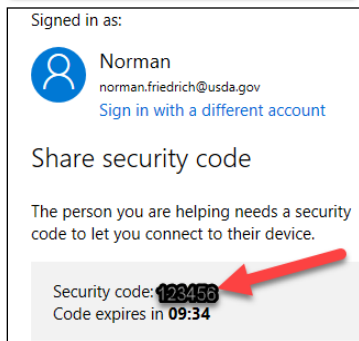 Signed in as:
Norman
norman.friedrich@usda.gov
Sign in with a different account
Share security code
The person you are helping needs a security
code to let you connect to their device.
Security code: 123456
Code expires in 09:34